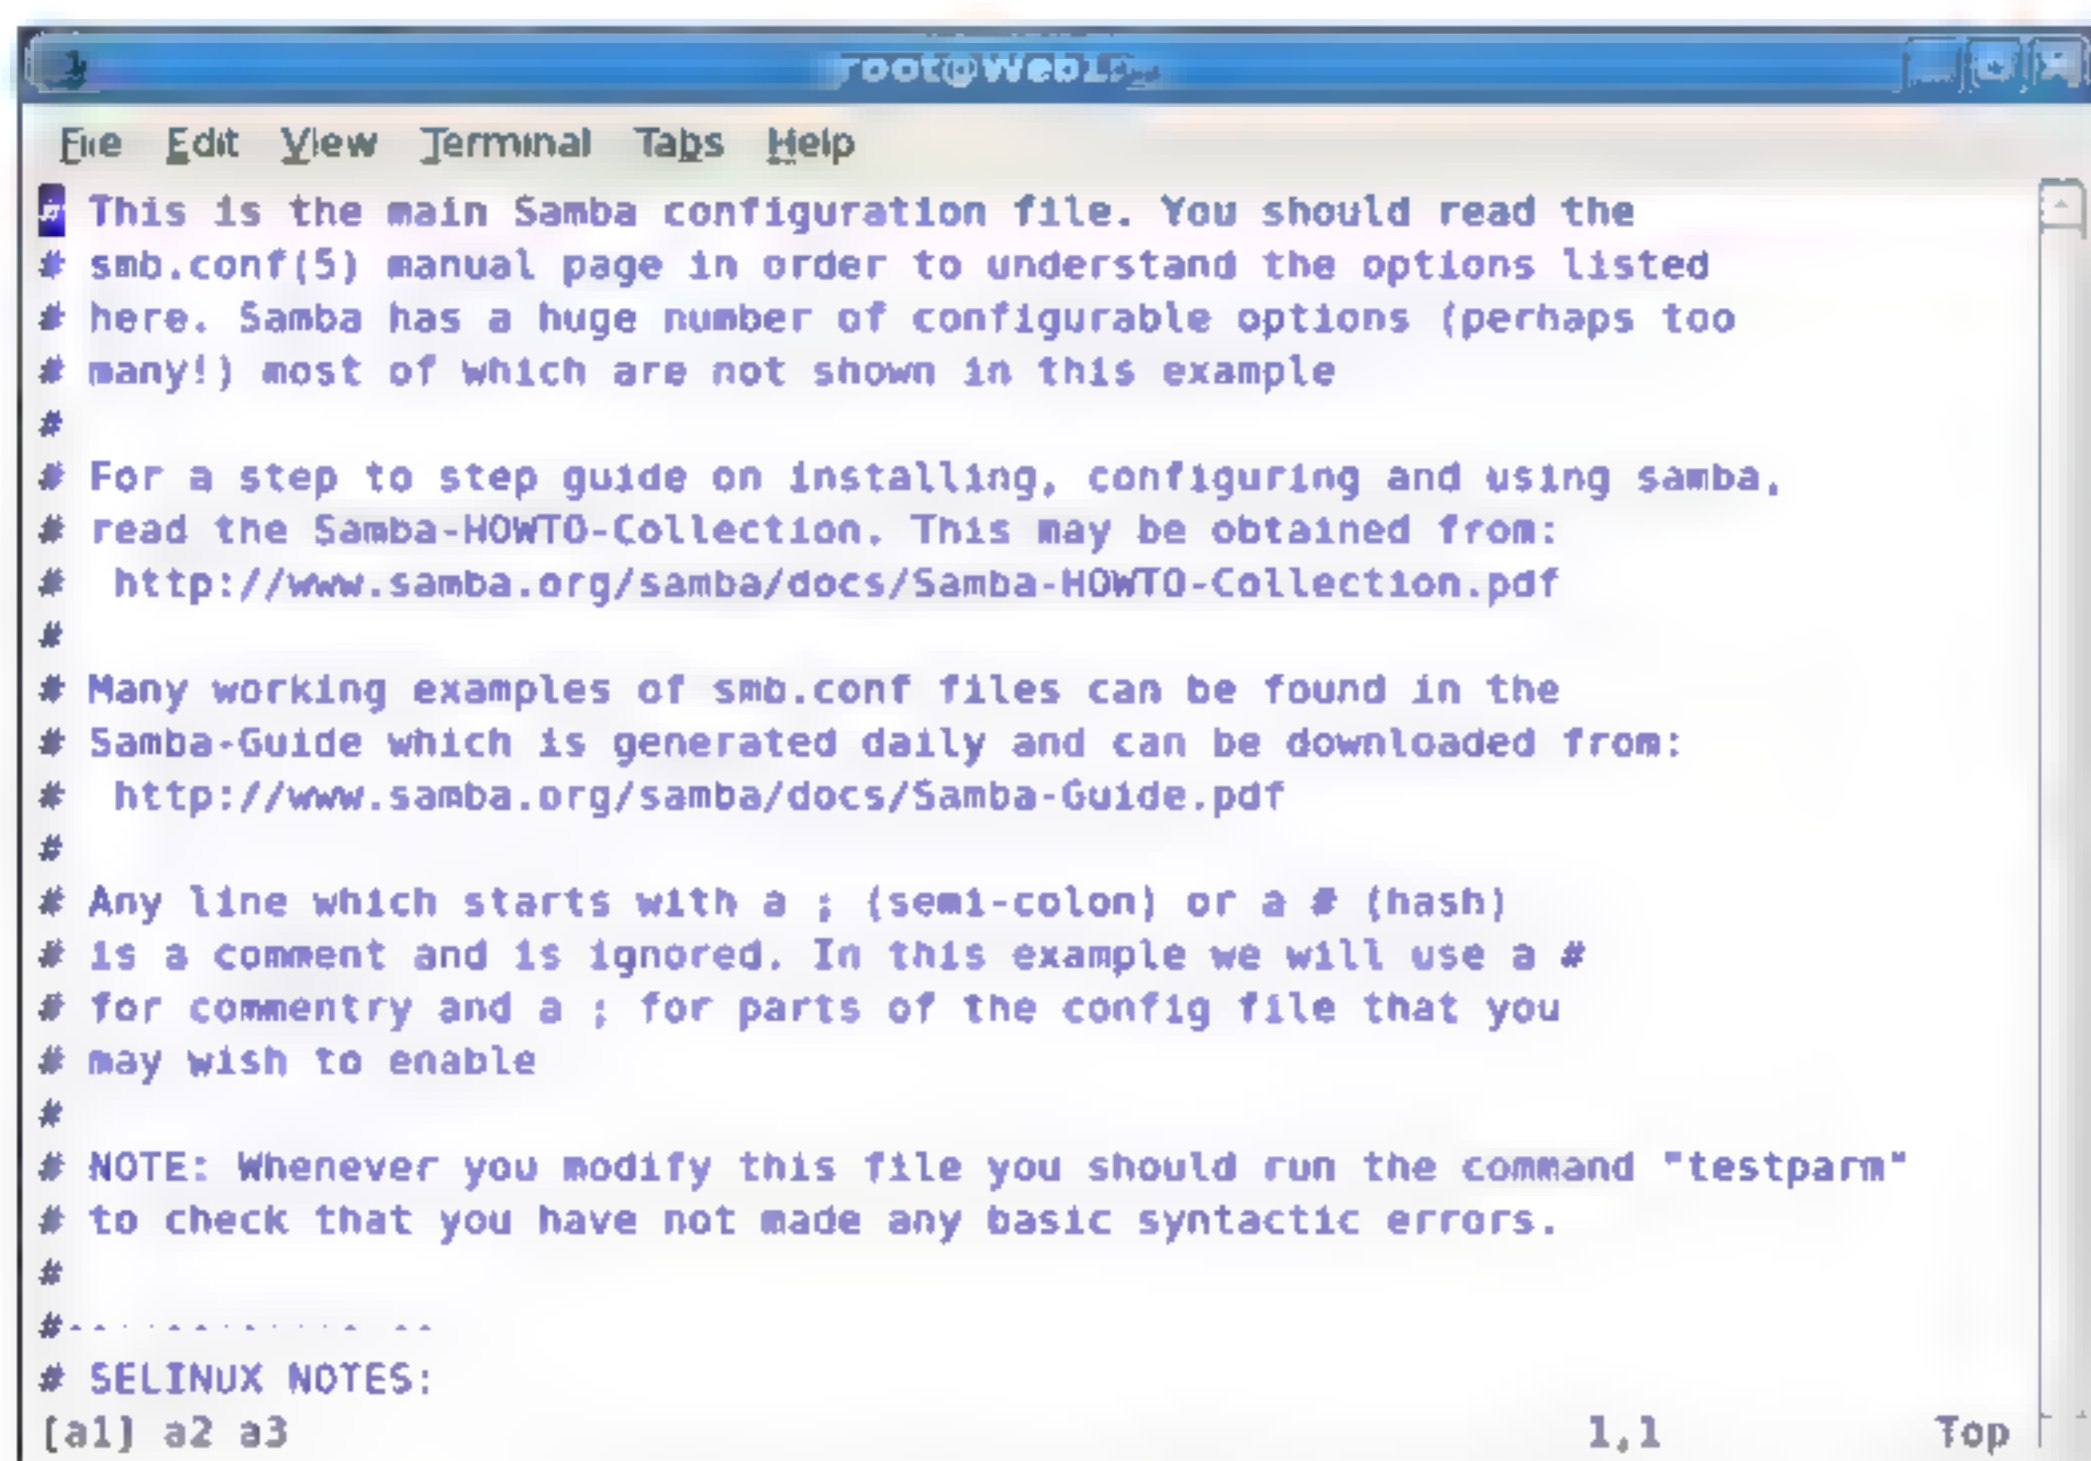 File Edit View Terminal Tabs Help
# This is the main Samba configuration file. You should read the
# smb.conf(5) manual page in order to understand the options listed
# here. Samba has a huge number of configurable options (perhaps too
# many!) most of which are not shown in this example
#
# For a step to step guide on installing, configuring and using samba,
# read the Samba-HOWTO-Collection. This may be obtained from:
#  http://www.samba.org/samba/docs/Samba-HOWTO-Collection.pdf
#
# Many working examples of smb.conf files can be found in the
# Samba-Guide which is generated daily and can be downloaded from:
#  http://www.samba.org/samba/docs/Samba-Guide.pdf
#
# Any line which starts with a ; (semi-colon) or a # (hash)
# is a comment and is ignored. In this example we will use a #
# for commentry and a ; for parts of the config file that you
# may wish to enable
#
# NOTE: Whenever you modify this file you should run the command "testparm"
# to check that you have not made any basic syntactic errors.
#
#---------------
# SELINUX NOTES:
[a1] a2 a3 1,1 Top